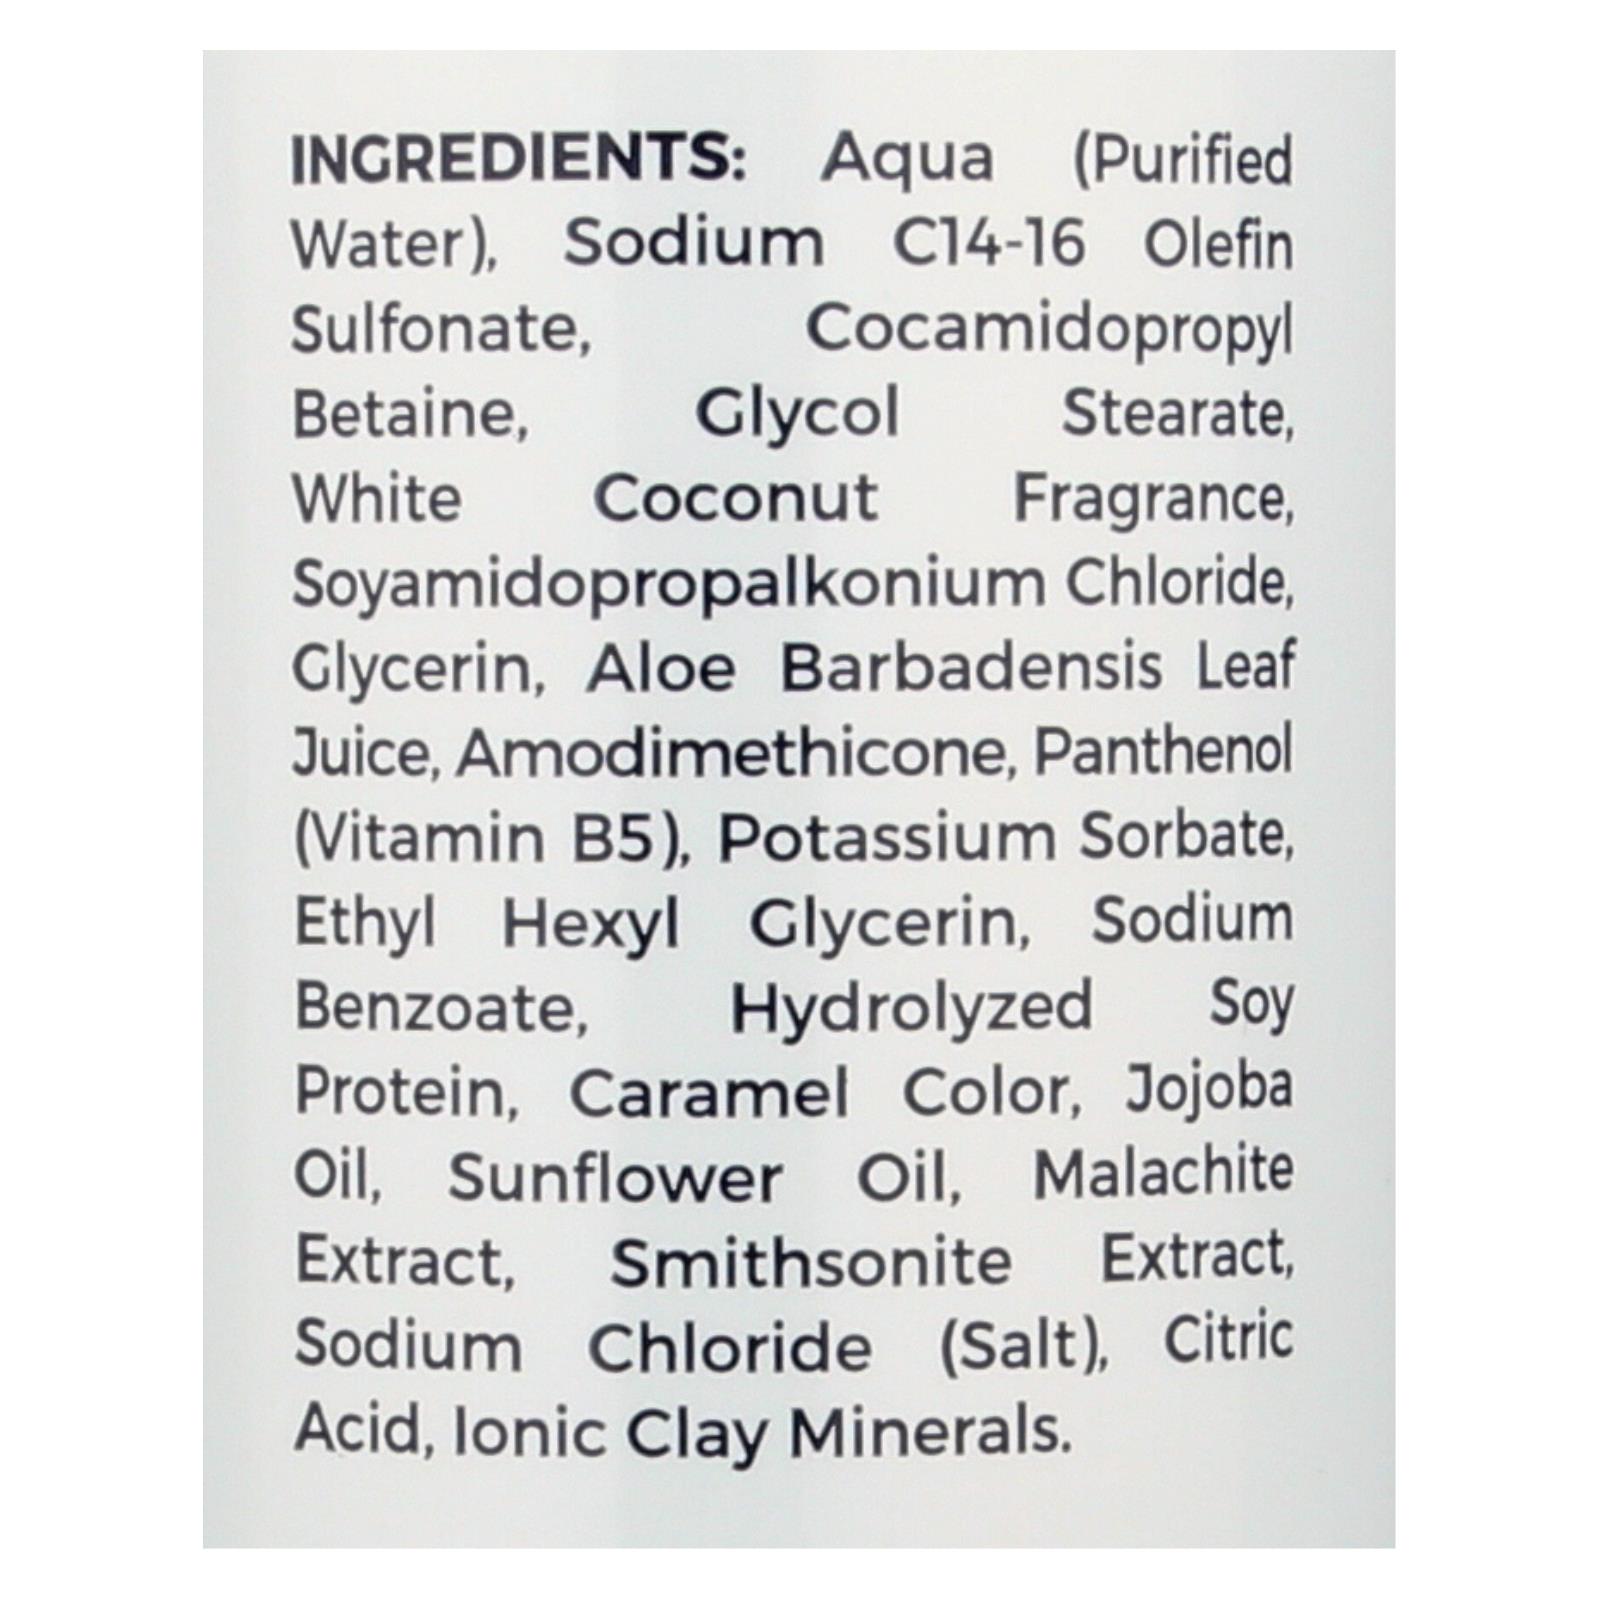 INGREDIENTS: Aqua (Purified
Water), Sodium C14-16 Olefin
Sulfonate, Cocamidopropyl
Betaine, Glycol Stearate,
White Coconut Fragrance,
Soyamidopropalkonium Chloride,
Glycerin, Aloe Barbadensis Leaf
Juice, Amodimethicone, Panthenol
(Vitamin B5), Potassium Sorbate,
Ethyl Hexyl Glycerin, Sodium
Benzoate, Hydrolyzed Soy
Protein, Caramel Color, Jojoba
Oil, Sunflower Oil, Malachite
Extract, Smithsonite Extract,
Sodium Chloride (Salt), Citric
Acid, Ionic Clay Minerals.